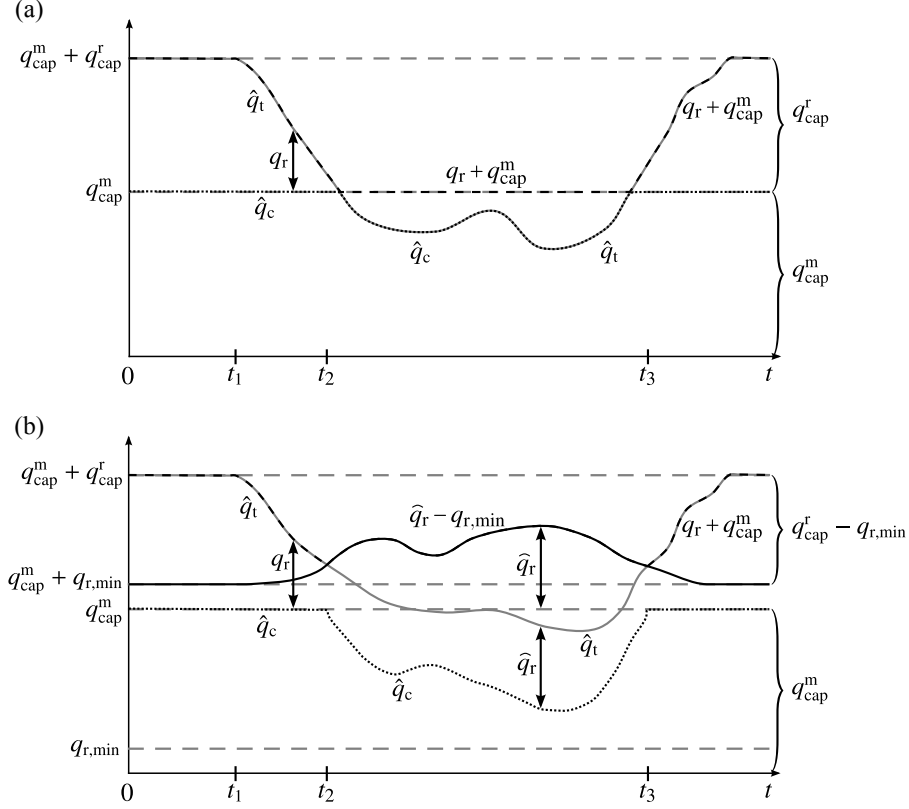 (a)
q^m_cap + q^r_cap
q̂_t
q_r
q_r + q^m_cap
q^r_cap
q_r + q^m_cap
q^m_cap
q̂_c
q̂_c
q̂_t
q^m_cap
0
t_1
t_2
t_3
t
(b)
q^m_cap + q^r_cap
q̂_t
q̂_r − q_r,min
q_r + q^m_cap
q^r_cap − q_r,min
q_r
q̂_r
q^m_cap + q_r,min
q^m_cap
q̂_c
q̂_t
q̂_r
q̂_c
q^m_cap
q_r,min
0
t_1
t_2
t_3
t